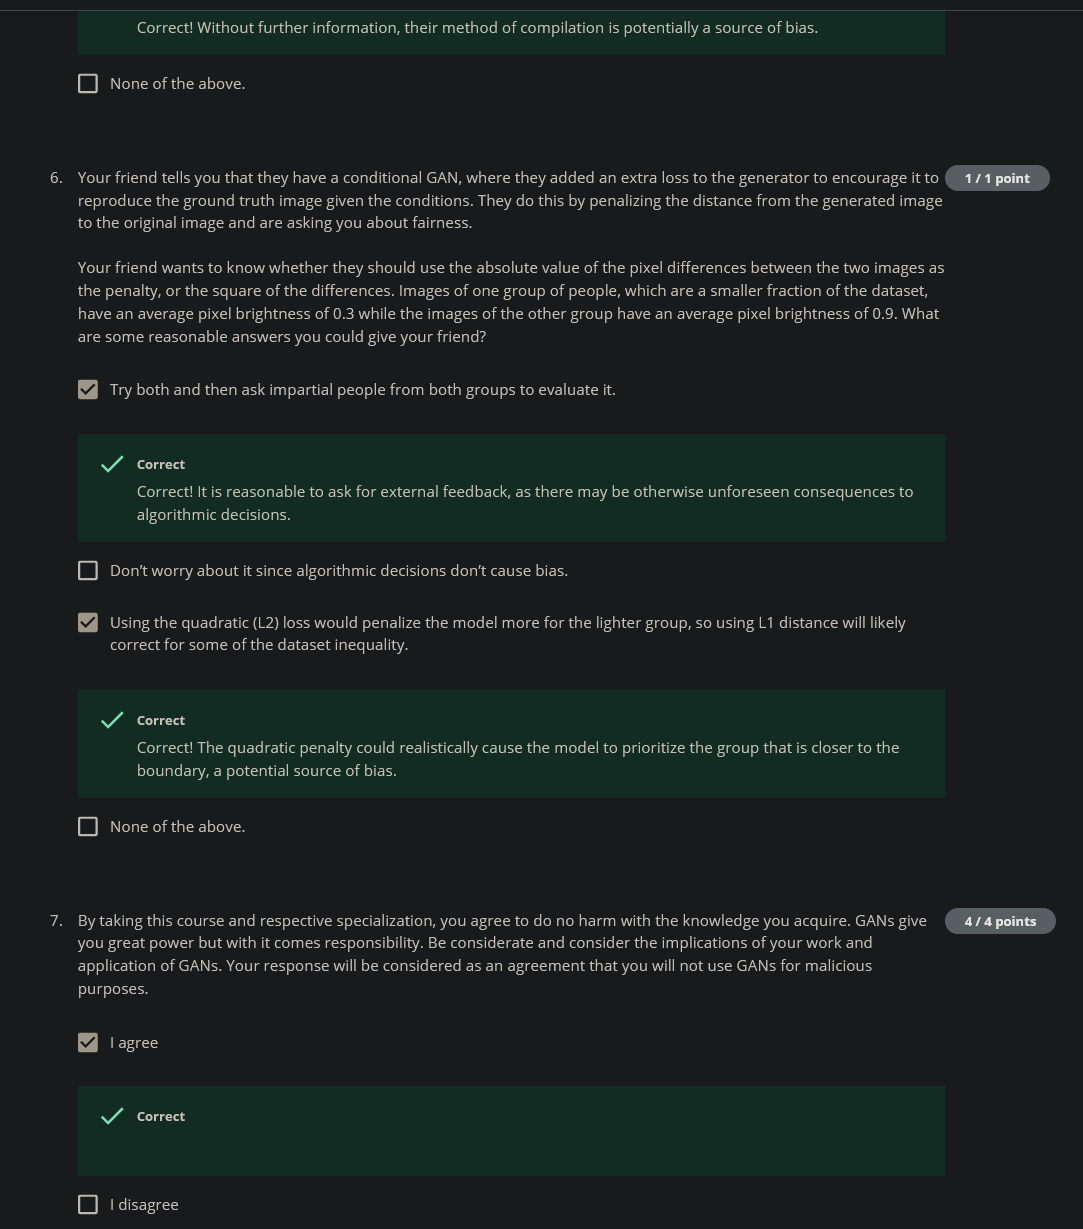 Correct! Without further information, their method of compilation is potentially a source of bias.
None of the above.
6. Your friend tells you that they have a conditional GAN, where they added an extra loss to the generator to encourage it to
1 / 1 point
reproduce the ground truth image given the conditions. They do this by penalizing the distance from the generated image
to the original image and are asking you about fairness.
Your friend wants to know whether they should use the absolute value of the pixel differences between the two images as
the penalty, or the square of the differences. Images of one group of people, which are a smaller fraction of the dataset,
have an average pixel brightness of 0.3 while the images of the other group have an average pixel brightness of 0.9. What
are some reasonable answers you could give your friend?
Try both and then ask impartial people from both groups to evaluate it.
Correct
Correct! It is reasonable to ask for external feedback, as there may be otherwise unforeseen consequences to
algorithmic decisions.
Don’t worry about it since algorithmic decisions don’t cause bias.
Using the quadratic (L2) loss would penalize the model more for the lighter group, so using L1 distance will likely
correct for some of the dataset inequality.
Correct
Correct! The quadratic penalty could realistically cause the model to prioritize the group that is closer to the
boundary, a potential source of bias.
None of the above.
7. By taking this course and respective specialization, you agree to do no harm with the knowledge you acquire. GANs give
4 / 4 points
you great power but with it comes responsibility. Be considerate and consider the implications of your work and
application of GANs. Your response will be considered as an agreement that you will not use GANs for malicious
purposes.
I agree
Correct
I disagree